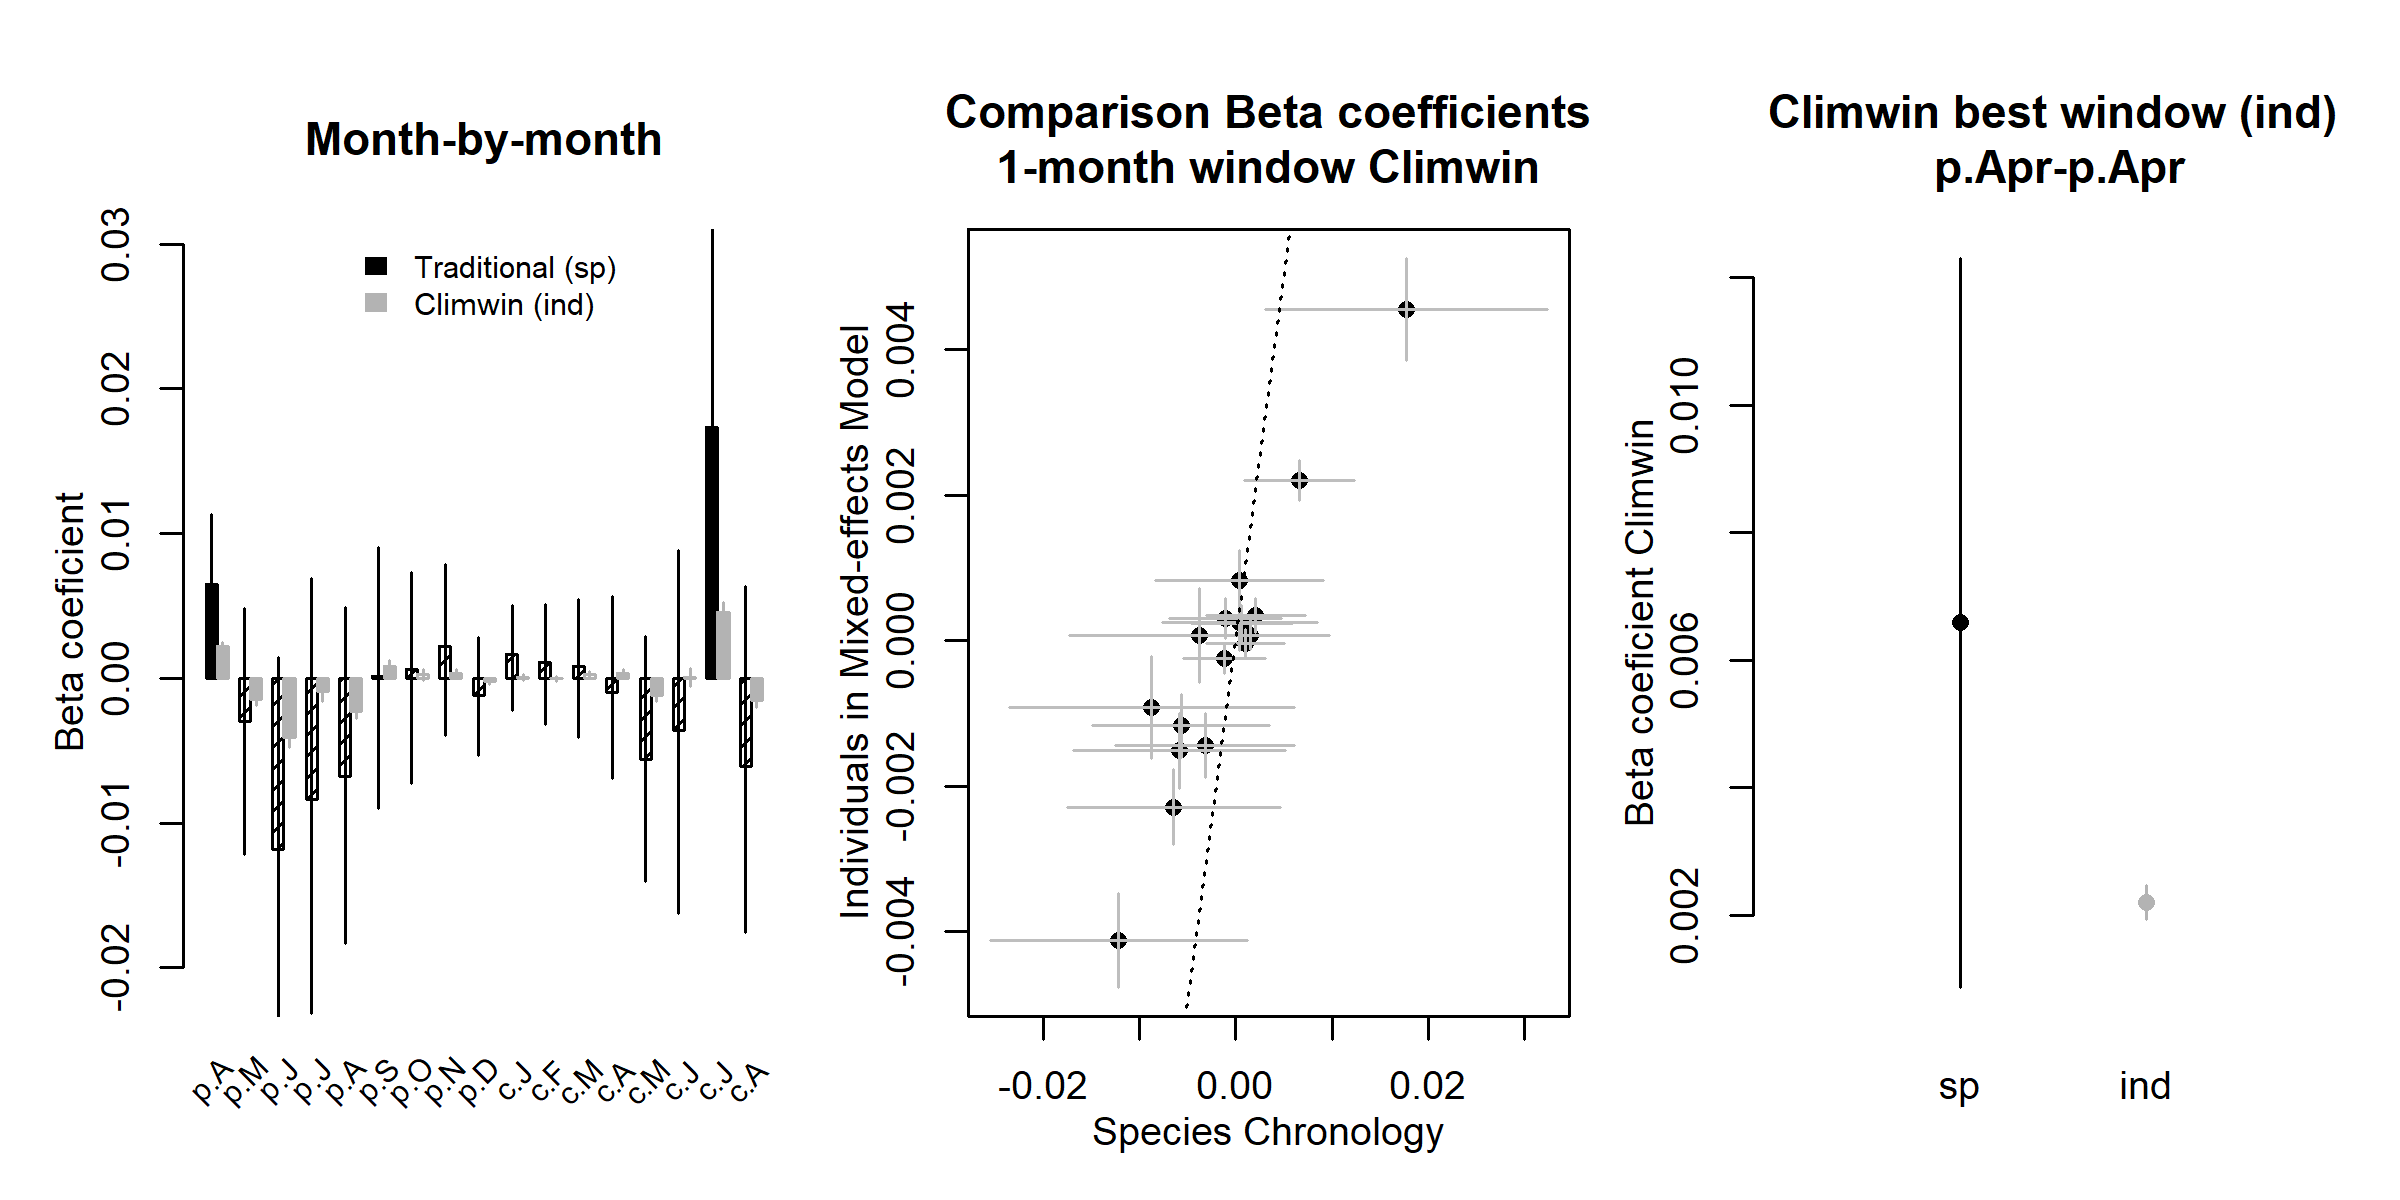 Month-by-month
Beta coeficient
0.03
0.02
0.01
0.00
-0.01
-0.02
Traditional (sp)
Climwin (ind)
p.A
p.M
p.J
p.J
p.A
p.S
p.O
p.N
p.D
c.J
c.F
c.M
c.A
c.M
c.J
c.J
c.A
Comparison Beta coefficients
1-month window Climwin
Individuals in Mixed-effects Model
0.004
0.002
0.000
-0.002
-0.004
-0.02
0.00
0.02
Species Chronology
Climwin best window (ind)
p.Apr-p.Apr
Beta coeficient Climwin
0.010
0.006
0.002
sp
ind